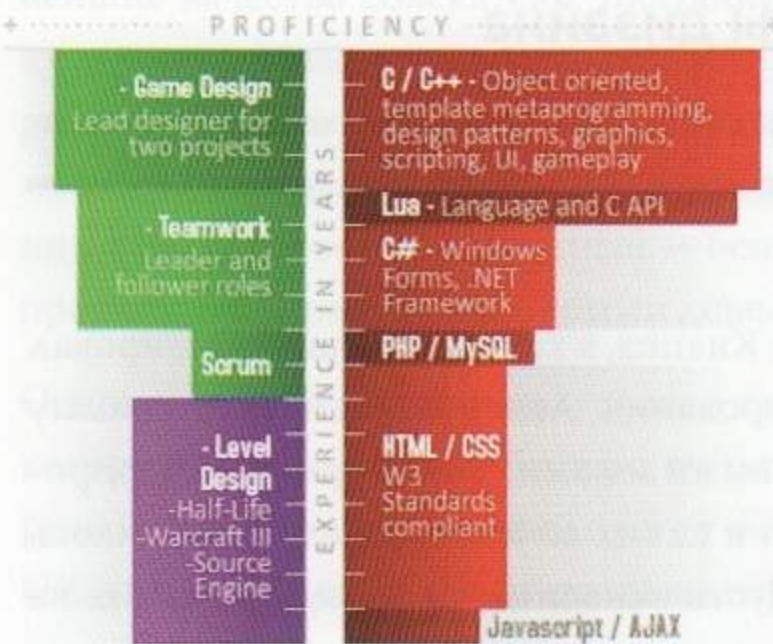 PROFICIENCY
- Game Design
Lead designer for
two projects
- Teamwork
Leader and
follower roles
Scrum
- Level
Design
-Half-Life
-Warcraft III
-Source
Engine
EXPERIENCE IN YEARS
C / C++ - Object oriented,
template metaprogramming,
design patterns, graphics,
scripting, UI, gameplay
Lua - Language and C API
C# - Windows
Forms, .NET
Framework
PHP / MySQL
HTML / CSS
W3
Standards
compliant
Javascript / AJAX